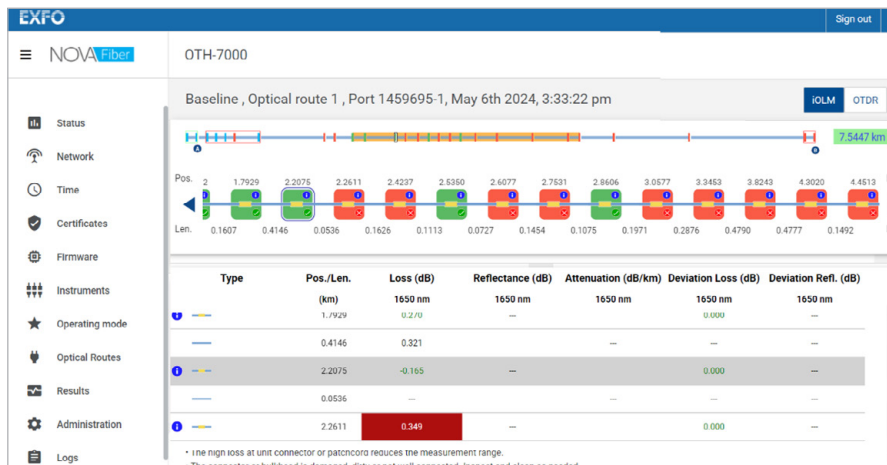 EXFO
Sign out
NOVA Fiber
OTH-7000
Baseline , Optical route 1 , Port 1459695-1, May 6th 2024, 3:33:22 pm
iOLM
OTDR
Status
Network
Time
Certificates
Firmware
Instruments
Operating mode
Optical Routes
Results
Administration
Logs
A
B
7.5447 km
Pos. 2 1.7929 2.2075 2.2611 2.4237 2.5350 2.6077 2.7531 2.8606 3.0577 3.3453 3.8243 4.3020 4.4513
Len. 0.1607 0.4146 0.0536 0.1626 0.1113 0.0727 0.1454 0.1075 0.1971 0.2876 0.4790 0.4777 0.1492
Type Pos./Len. Loss (dB) Reflectance (dB) Attenuation (dB/km) Deviation Loss (dB) Deviation Refl. (dB)
(km) 1650 nm 1650 nm 1650 nm 1650 nm 1650 nm
1.7929 0.270 --- 0.000 ---
0.4146 0.321 --- --- ---
2.2075 -0.165 --- 0.000 ---
0.0536 --- --- --- ---
2.2611 0.349 --- 0.000 ---
• The high loss at unit connector or patchcord reduces the measurement range.